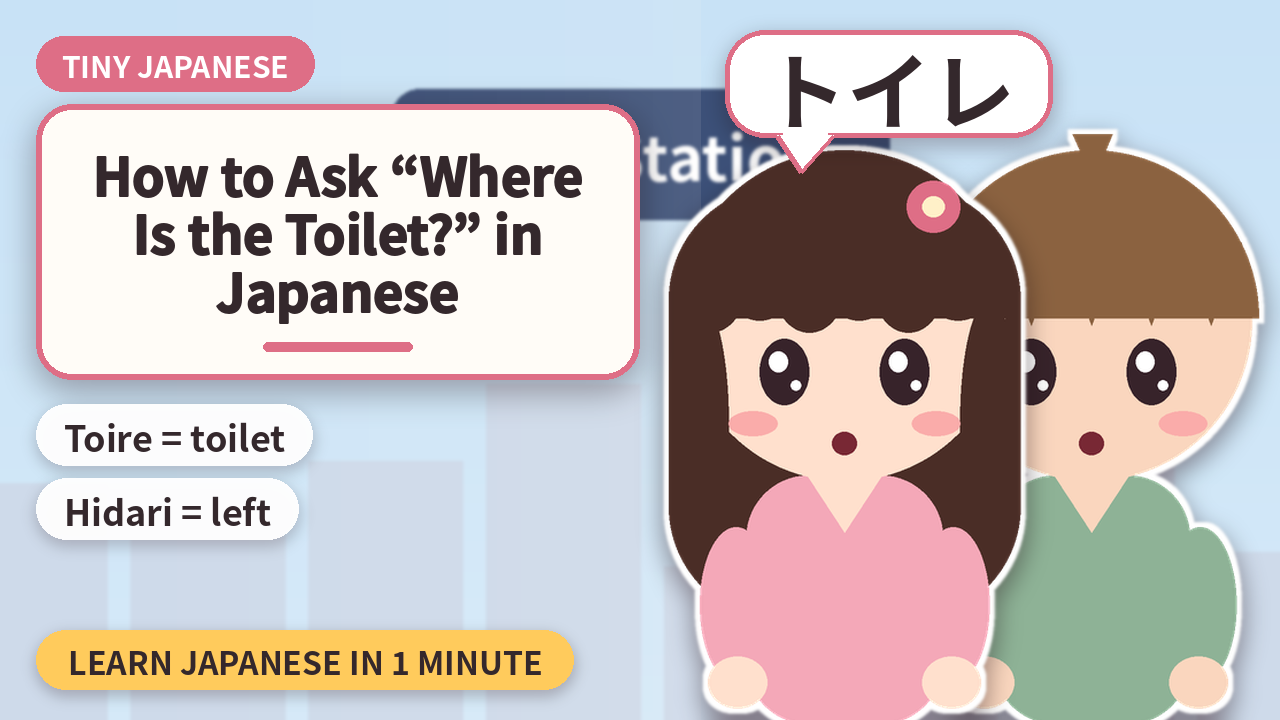 TINY JAPANESE
トイレ
How to Ask “Where
Is the Toilet?” in
Japanese
Toire = toilet
Hidari = left
LEARN JAPANESE IN 1 MINUTE